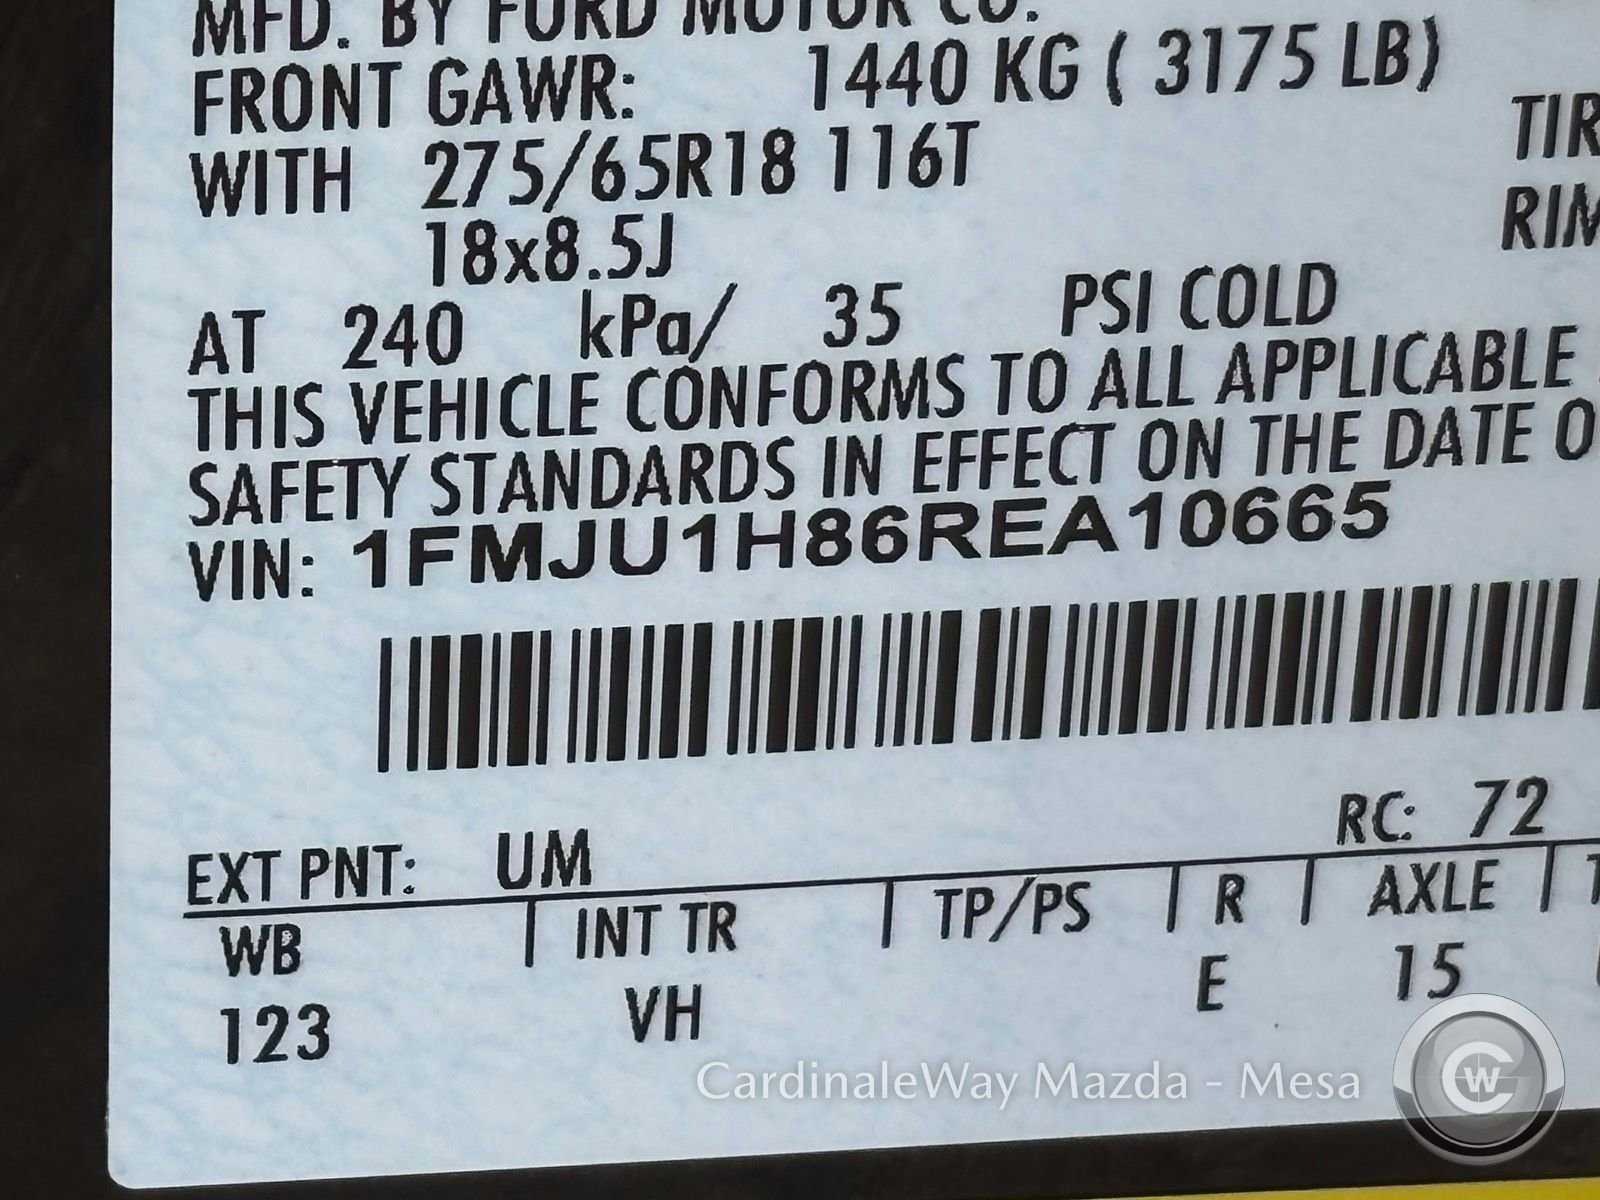 MFD. BY FORD MOTOR CO.
FRONT GAWR: 1440 KG ( 3175 LB)
WITH 275/65R18 116T TIR
18x8.5J RIM
AT 240 kPa/ 35 PSI COLD
THIS VEHICLE CONFORMS TO ALL APPLICABLE
SAFETY STANDARDS IN EFFECT ON THE DATE O
VIN: 1FMJU1H86REA10665
RC: 72
EXT PNT: UM
WB | INT TR | TP/PS | R | AXLE | T
123 VH E 15
CardinaleWay Mazda - Mesa
CW